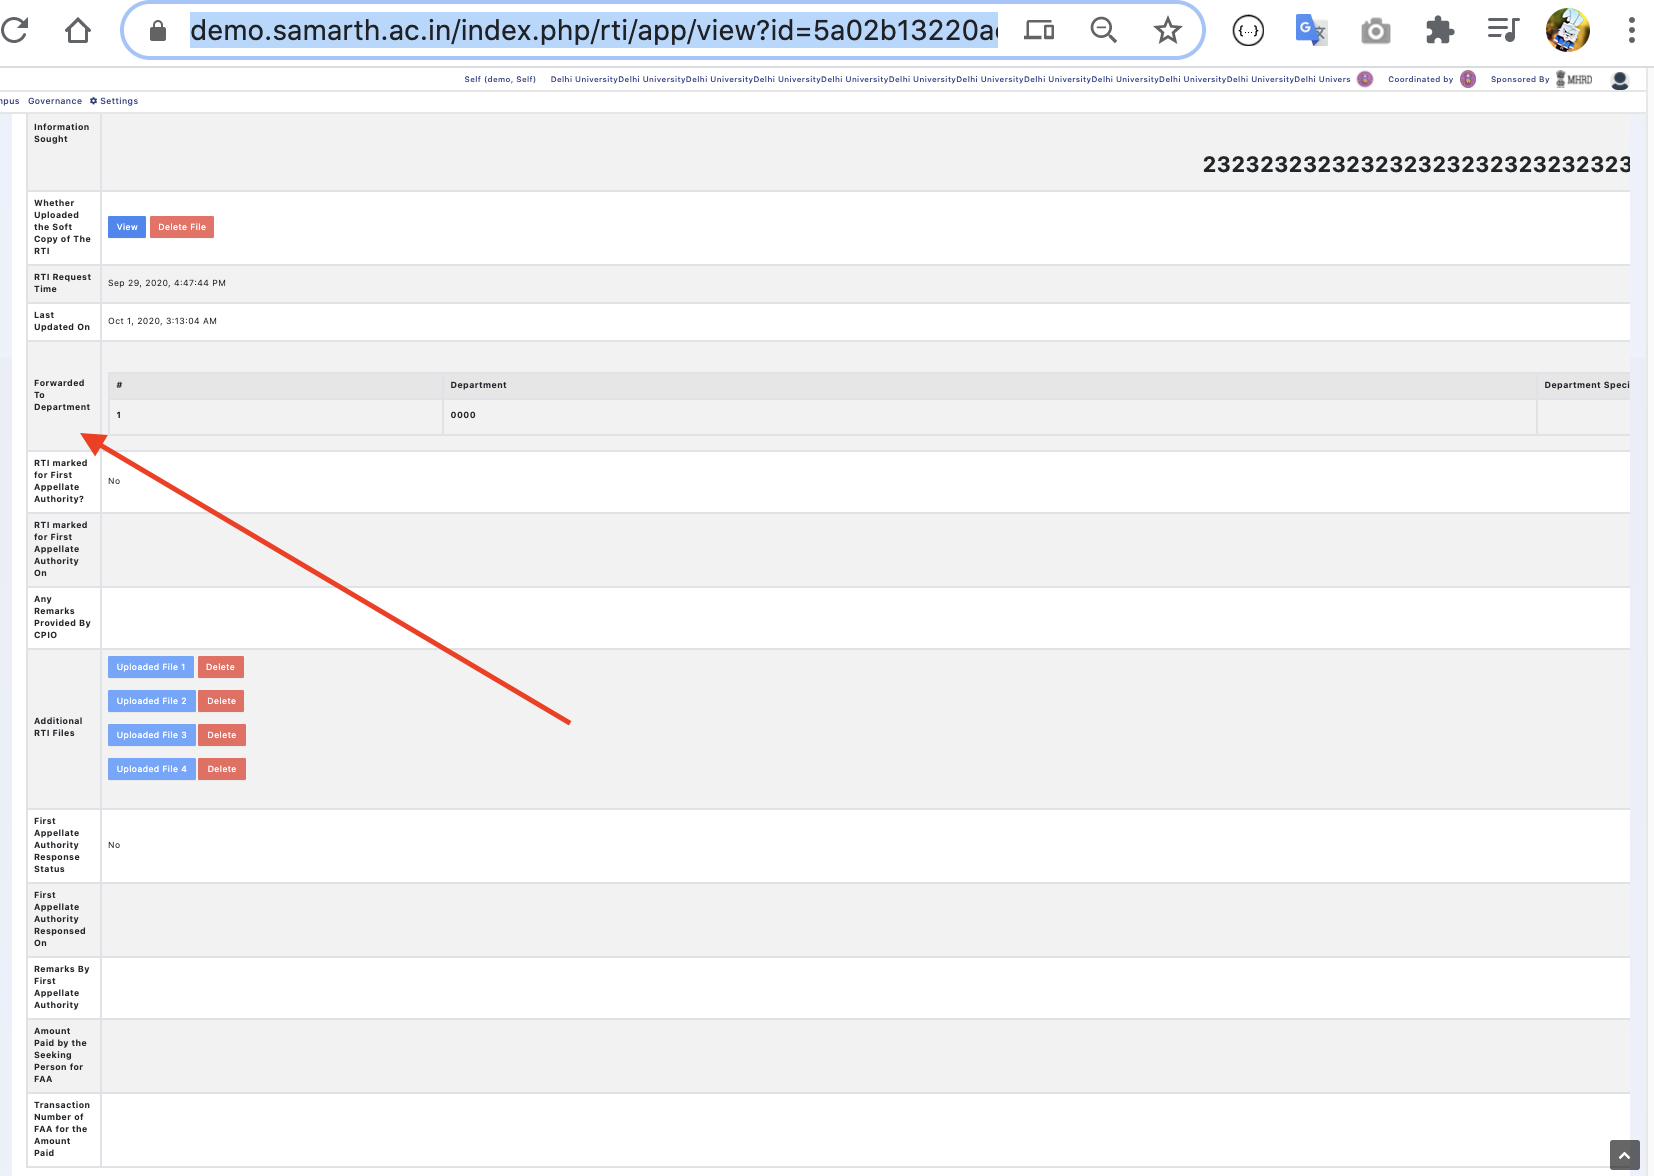 demo.samarth.ac.in/index.php/rti/app/view?id=5a02b13220a
Self (demo, Self) Delhi UniversityDelhi UniversityDelhi UniversityDelhi UniversityDelhi UniversityDelhi UniversityDelhi UniversityDelhi UniversityDelhi UniversityDelhi UniversityDelhi UniversityDelhi Univers Coordinated by Sponsored By MHRD
npus Governance Settings
Information
Sought
232323232323232323232323232323
Whether
Uploaded
the Soft
Copy of The
RTI
View Delete File
RTI Request
Time
Sep 29, 2020, 4:47:44 PM
Last
Updated On
Oct 1, 2020, 3:13:04 AM
Forwarded
To
Department
# Department Department Speci
1 0000
RTI marked
for First
Appellate
Authority?
No
RTI marked
for First
Appellate
Authority
On
Any
Remarks
Provided By
CPIO
Additional
RTI Files
Uploaded File 1 Delete
Uploaded File 2 Delete
Uploaded File 3 Delete
Uploaded File 4 Delete
First
Appellate
Authority
Response
Status
No
First
Appellate
Authority
Responsed
On
Remarks By
First
Appellate
Authority
Amount
Paid by the
Seeking
Person for
FAA
Transaction
Number of
FAA for the
Amount
Paid